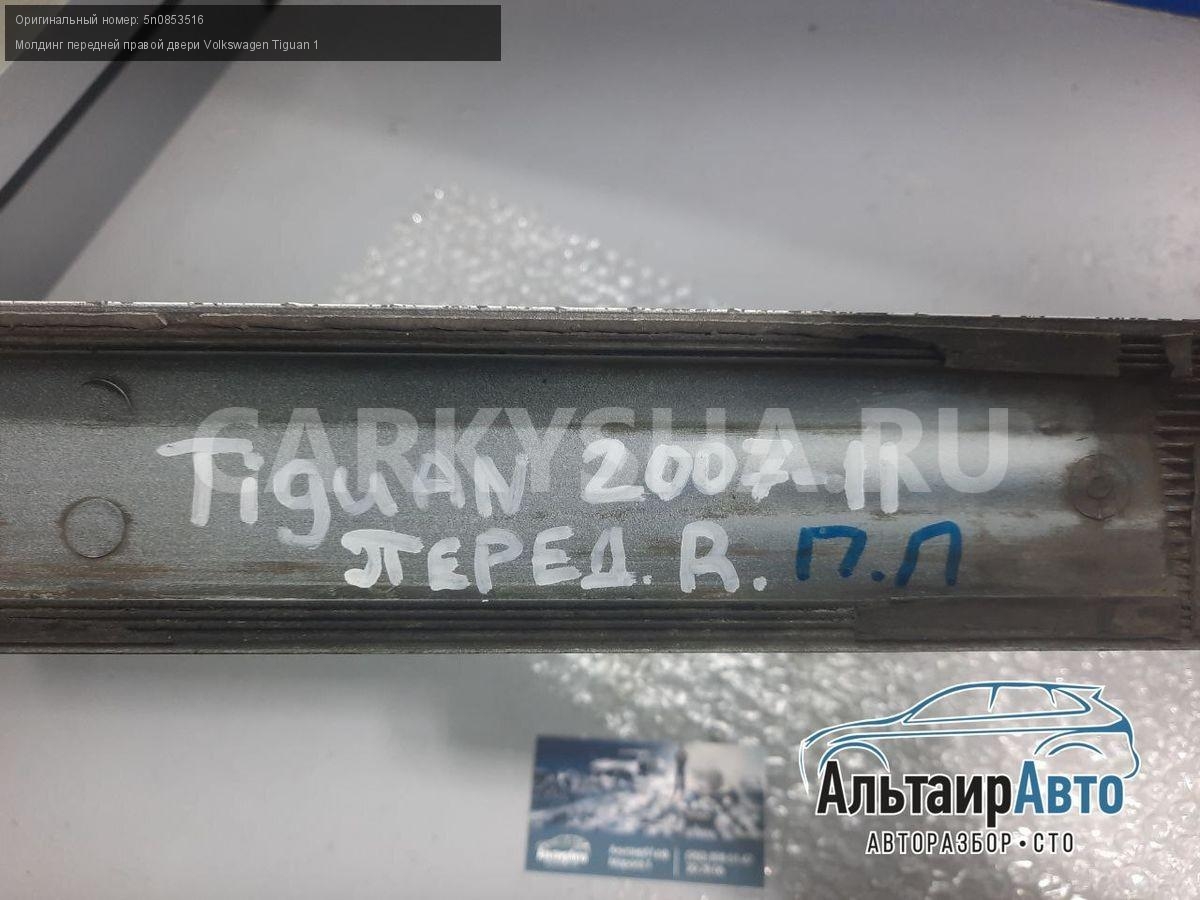 Оригинальный номер: 5n0853516
Молдинг передней правой двери Volkswagen Tiguan 1
CARKYSHA.RU
TiguAN 2007.11
ПЕРЕД. R. П.П
АльтаирАвто
АВТОРАЗБОР • СТО